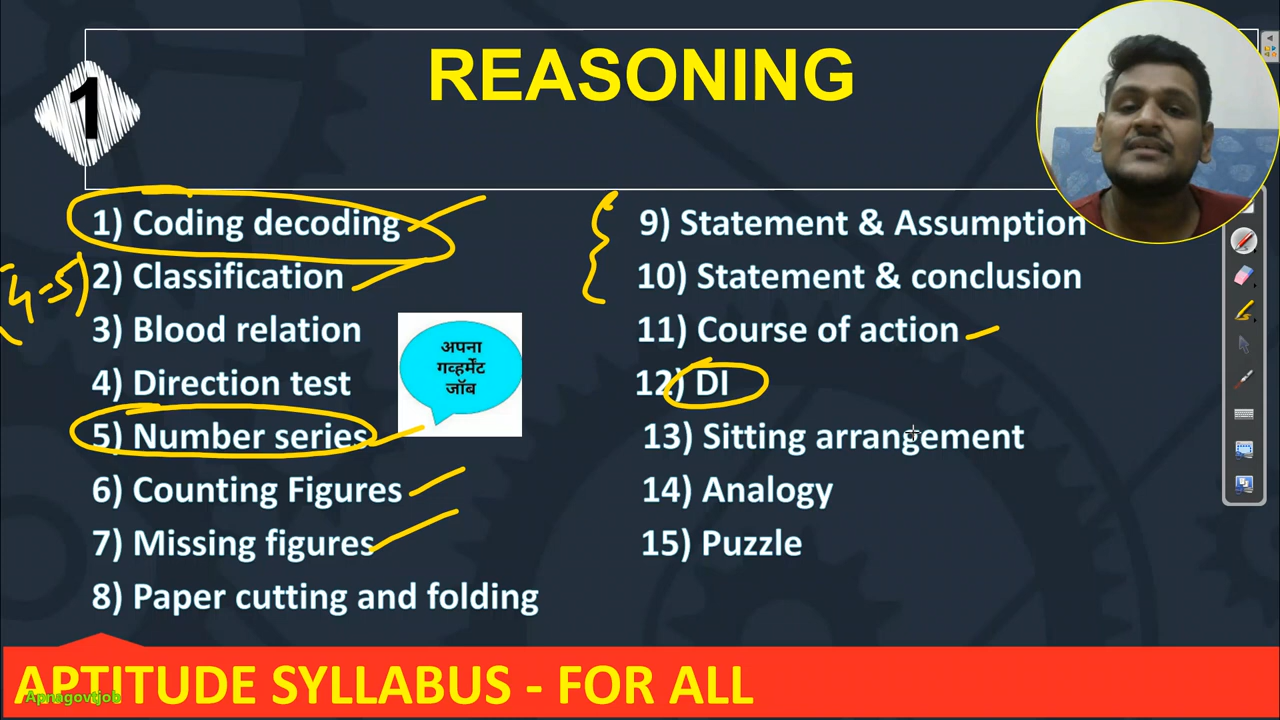 1
REASONING
1) Coding decoding
2) Classification
(4-5)
3) Blood relation
4) Direction test
5) Number series
6) Counting Figures
7) Missing figures
8) Paper cutting and folding
अपना
गव्हर्मेंट
जॉब
9) Statement & Assumption
10) Statement & conclusion
11) Course of action
12) DI
13) Sitting arrangement
14) Analogy
15) Puzzle
APTITUDE SYLLABUS - FOR ALL
Apnagovtjob